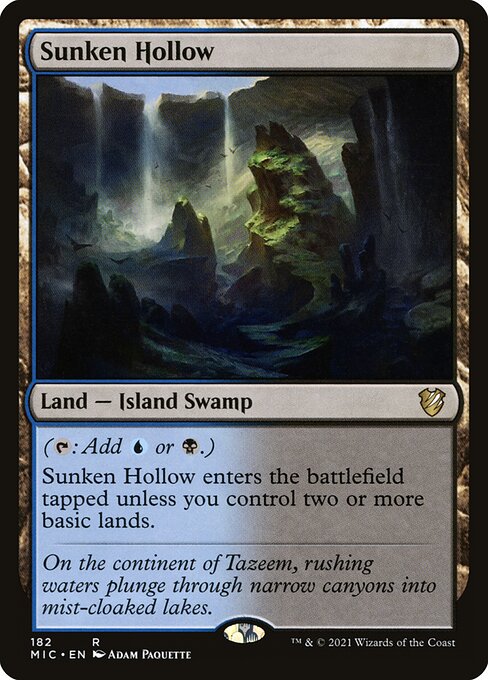 Sunken Hollow
Land — Island Swamp
( : Add or .)
Sunken Hollow enters the battlefield
tapped unless you control two or more
basic lands.
On the continent of Tazeem, rushing
waters plunge through narrow canyons into
mist-cloaked lakes.
182 R
MIC • EN Adam Paquette
™ & © 2021 Wizards of the Coast